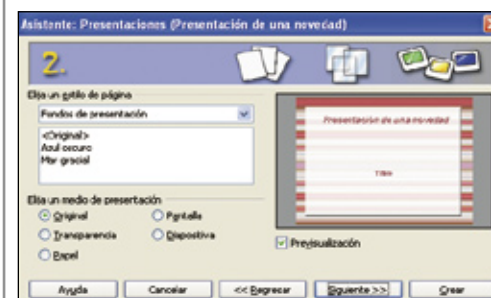 Asistente: Presentaciones (Presentación de una novedad)
2.
Elija un estilo de página
Fondos de presentación
<Original>
Azul oscuro
Mar glacial
Presentación de una novedad
Título
Elija un medio de presentación
Original
Pantalla
Transparencia
Diapositiva
Papel
Previsualización
Ayuda
Cancelar
<< Regresar
Siguiente >>
Crear